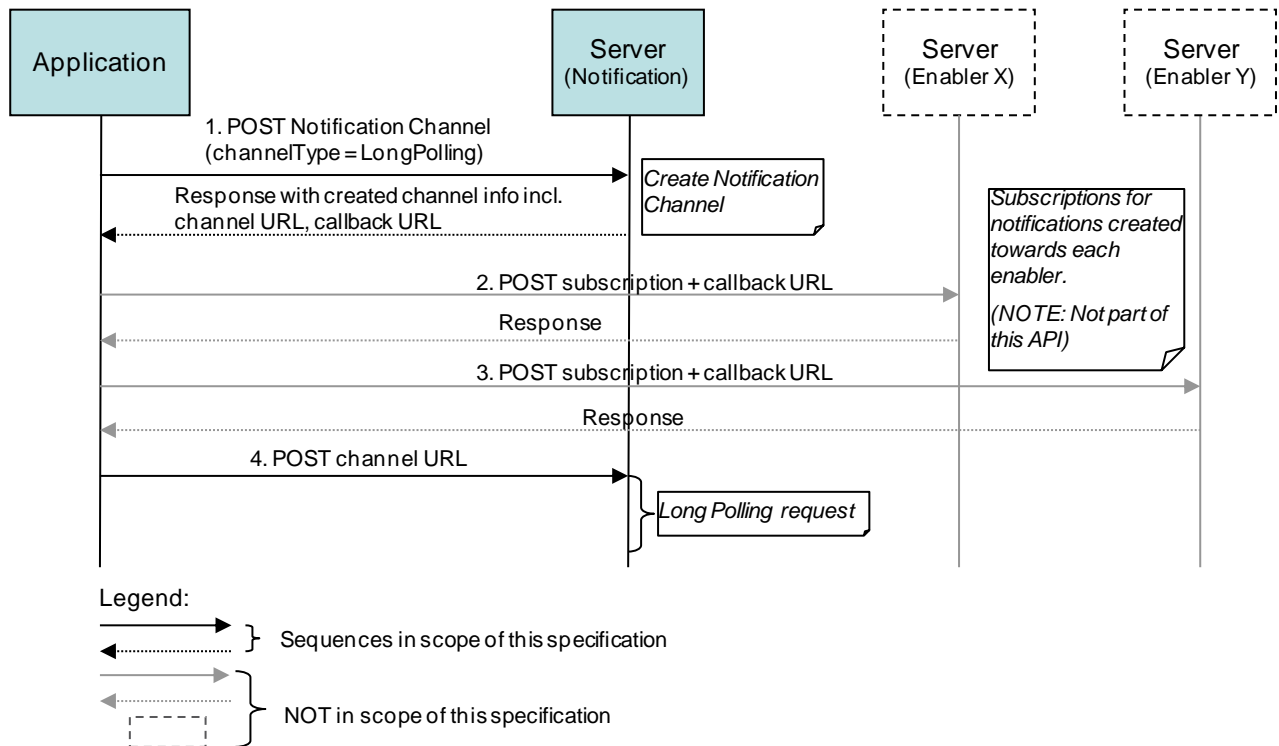 Application
Server
(Notification)
Server
(Enabler X)
Server
(Enabler Y)
1. POST Notification Channel
(channelType = LongPolling)
Create Notification
Channel
Response with created channel info incl.
channel URL, callback URL
Subscriptions for
notifications created
towards each
enabler.
(NOTE: Not part of
this API)
2. POST subscription + callback URL
Response
3. POST subscription + callback URL
Response
4. POST channel URL
Long Polling request
Legend:
Sequences in scope of this specification
NOT in scope of this specification